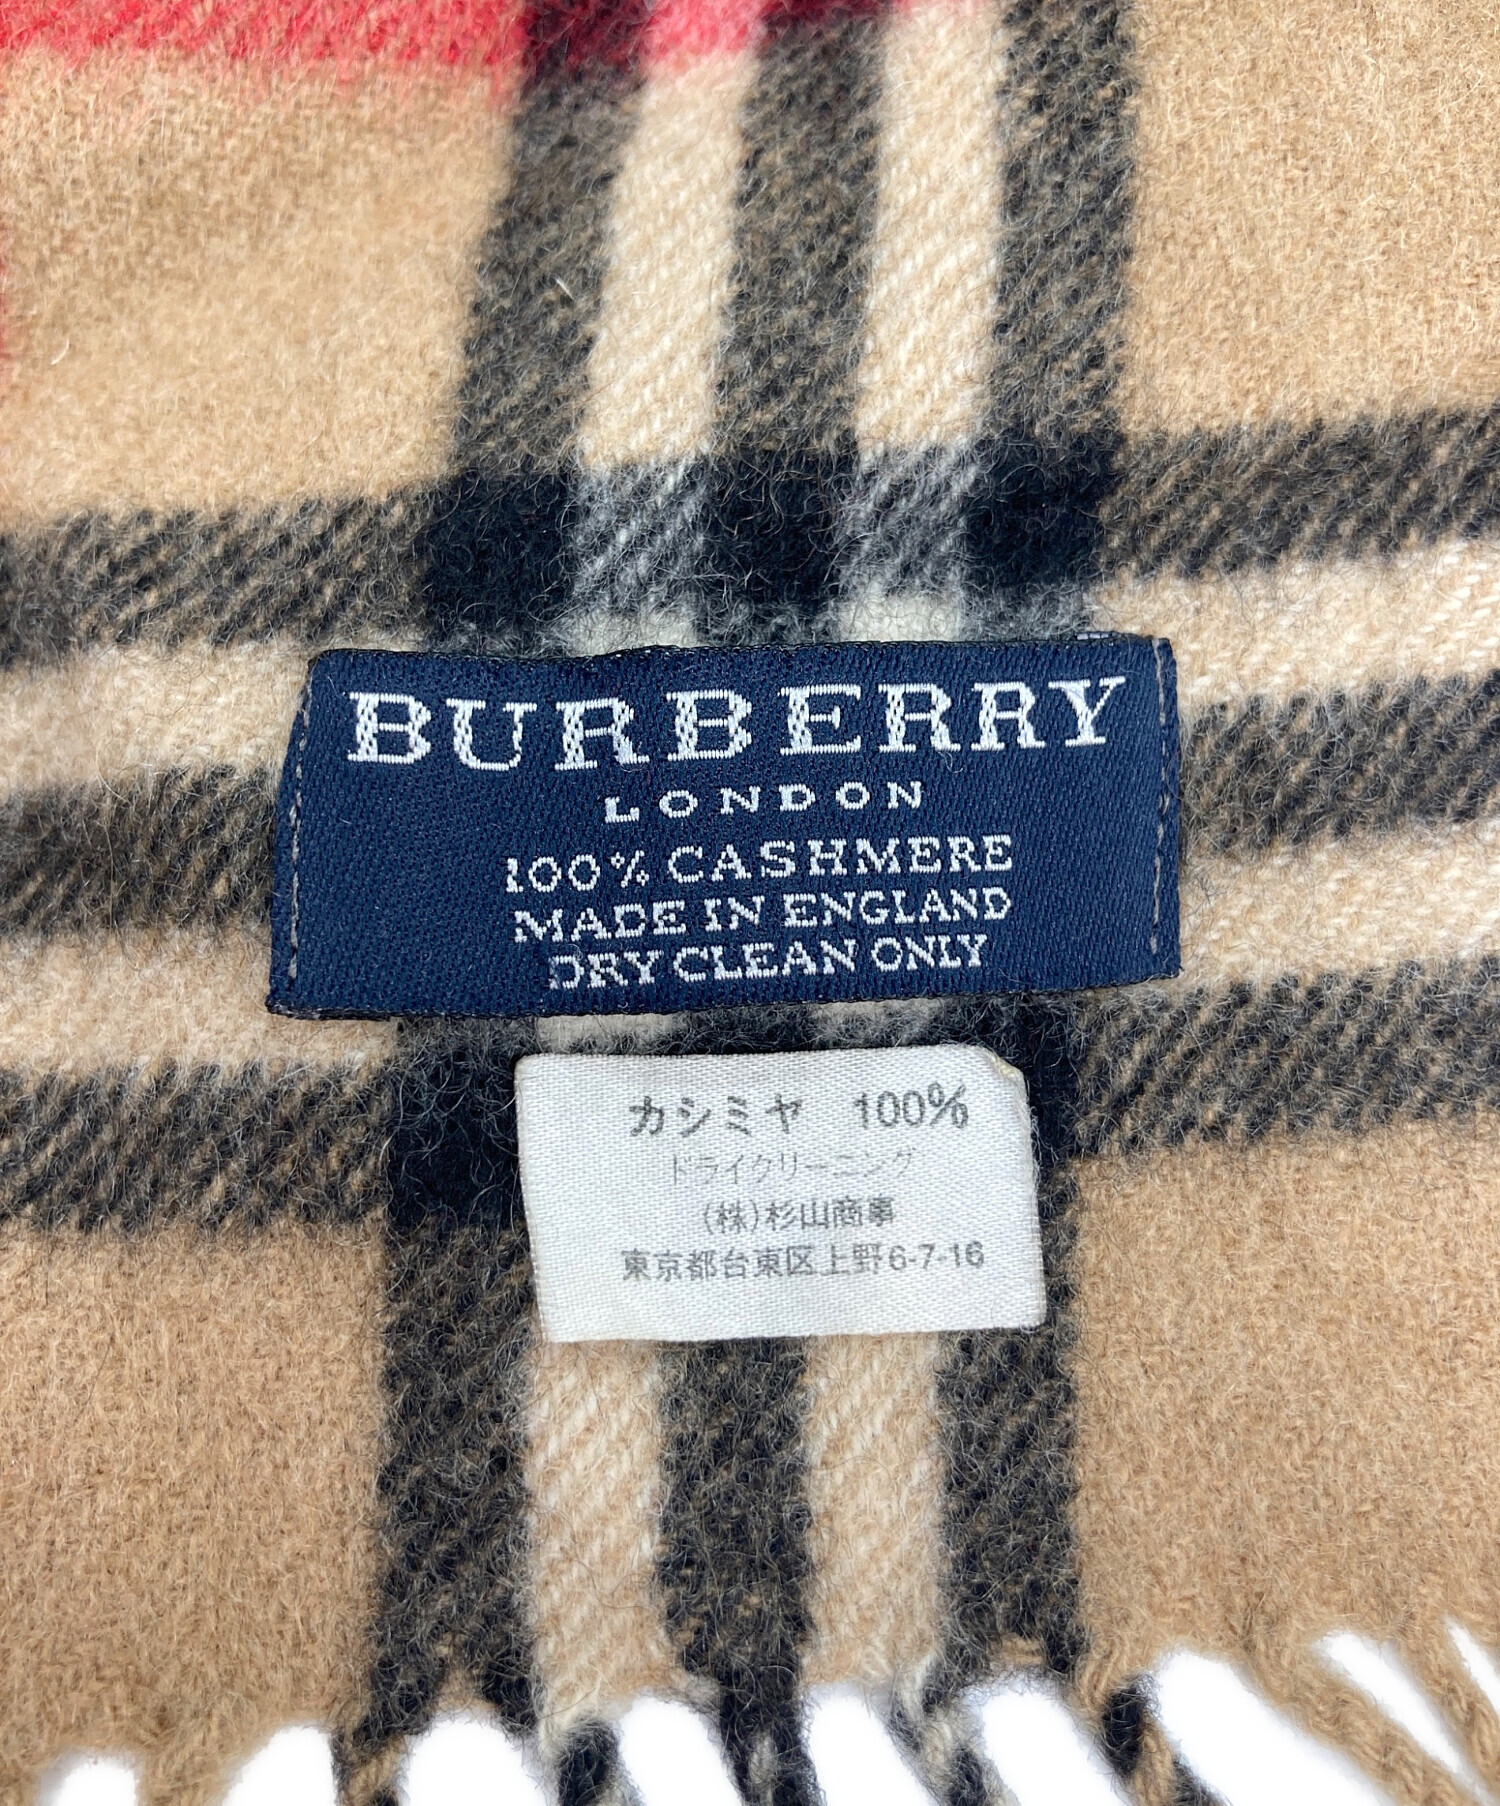 BURBERRY
LONDON
100% CASHMERE
MADE IN ENGLAND
DRY CLEAN ONLY
カシミヤ 100%
ドライクリーニング
(株)杉山商事
東京都台東区上野6-7-16